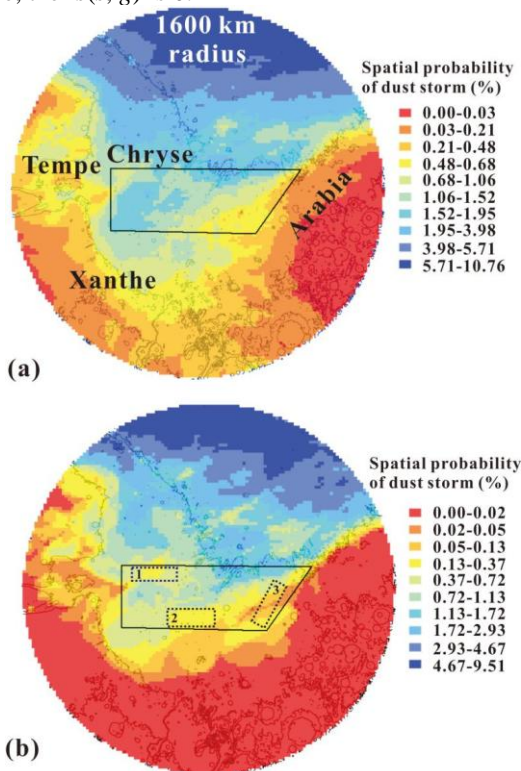 1600 km
radius
Spatial probability
of dust storm (%)
0.00-0.03
0.03-0.21
0.21-0.48
0.48-0.68
0.68-1.06
1.06-1.52
1.52-1.95
1.95-3.98
3.98-5.71
5.71-10.76
Tempe
Chryse
Arabia
Xanthe
(a)
Spatial probability
of dust storm (%)
0.00-0.02
0.02-0.05
0.05-0.13
0.13-0.37
0.37-0.72
0.72-1.13
1.13-1.72
1.72-2.93
2.93-4.67
4.67-9.51
1
2
3
(b)